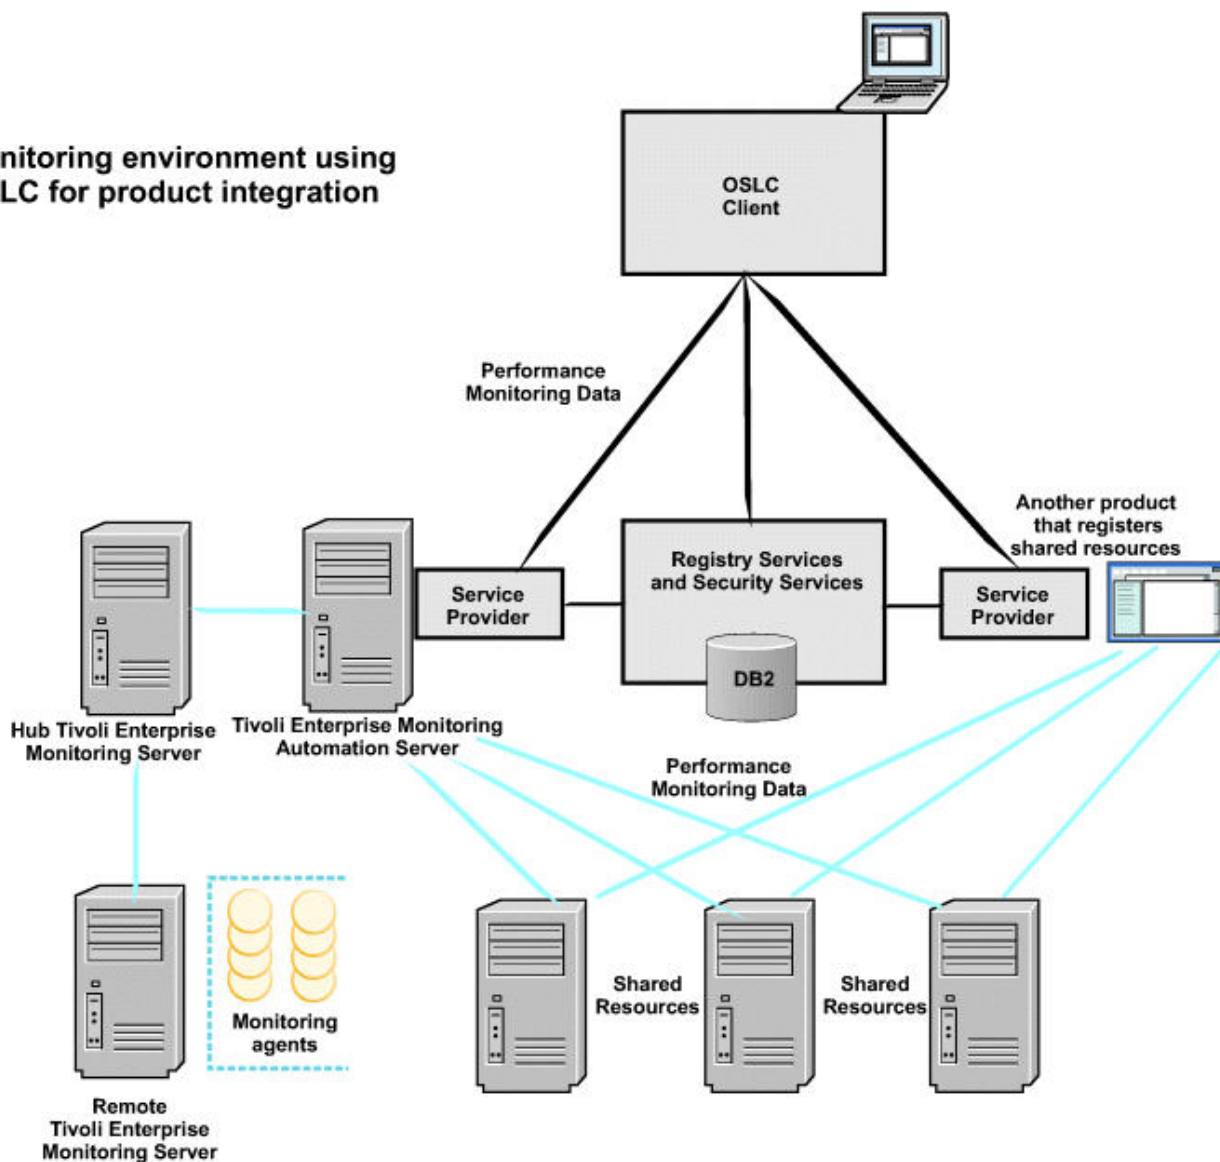 nitoring environment using
LC for product integration
OSLC
Client
Performance
Monitoring Data
Another product
that registers
shared resources
Registry Services
and Security Services
Service
Provider
Service
Provider
DB2
Hub Tivoli Enterprise
Monitoring Server
Tivoli Enterprise Monitoring
Automation Server
Performance
Monitoring Data
Shared
Resources
Shared
Resources
Monitoring
agents
Remote
Tivoli Enterprise
Monitoring Server